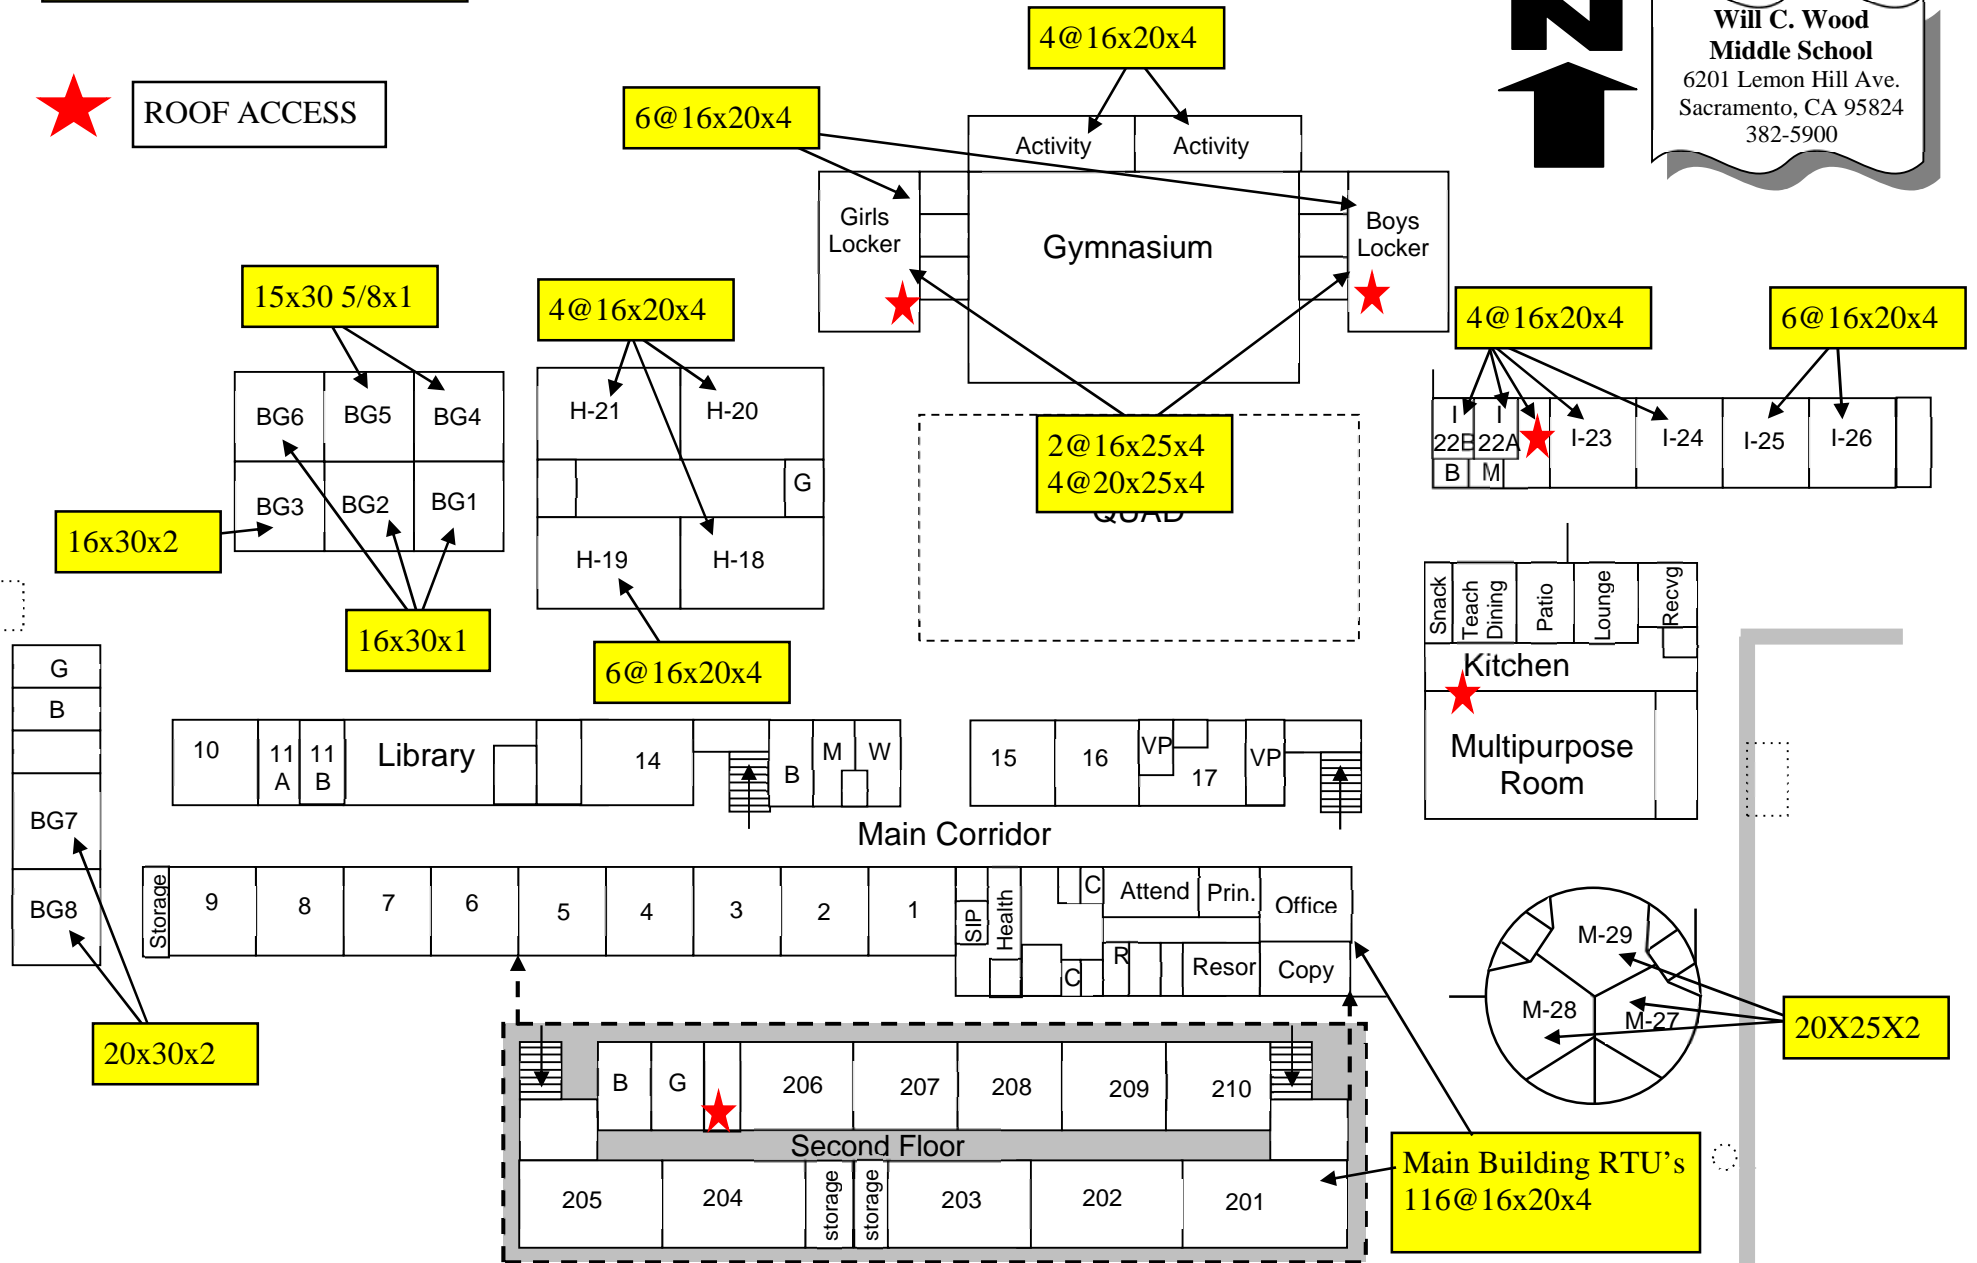 N
Will C. Wood
Middle School
6201 Lemon Hill Ave.
Sacramento, CA 95824
382-5900
ROOF ACCESS
4@16x20x4
6@16x20x4
Activity
Activity
Girls
Locker
Gymnasium
Boys
Locker
15x30 5/8x1
4@16x20x4
4@16x20x4
6@16x20x4
BG6
BG5
BG4
H-21
H-20
I
22B
I
22A
I-23
I-24
I-25
I-26
B
M
2@16x25x4
4@20x25x4
QUAD
BG3
BG2
BG1
G
16x30x2
H-19
H-18
16x30x1
6@16x20x4
Snack
Teach
Dining
Patio
Lounge
Recvg
Kitchen
Multipurpose
Room
G
B
BG7
BG8
10
11
A
11
B
Library
14
B
M
W
15
16
VP
17
VP
Main Corridor
Storage
9
8
7
6
5
4
3
2
1
SIP
Health
C
Attend
Prin.
Office
C
R
Resor
Copy
M-29
M-28
M-27
20X25X2
20x30x2
B
G
206
207
208
209
210
Second Floor
205
204
storage
storage
203
202
201
Main Building RTU's
116@16x20x4